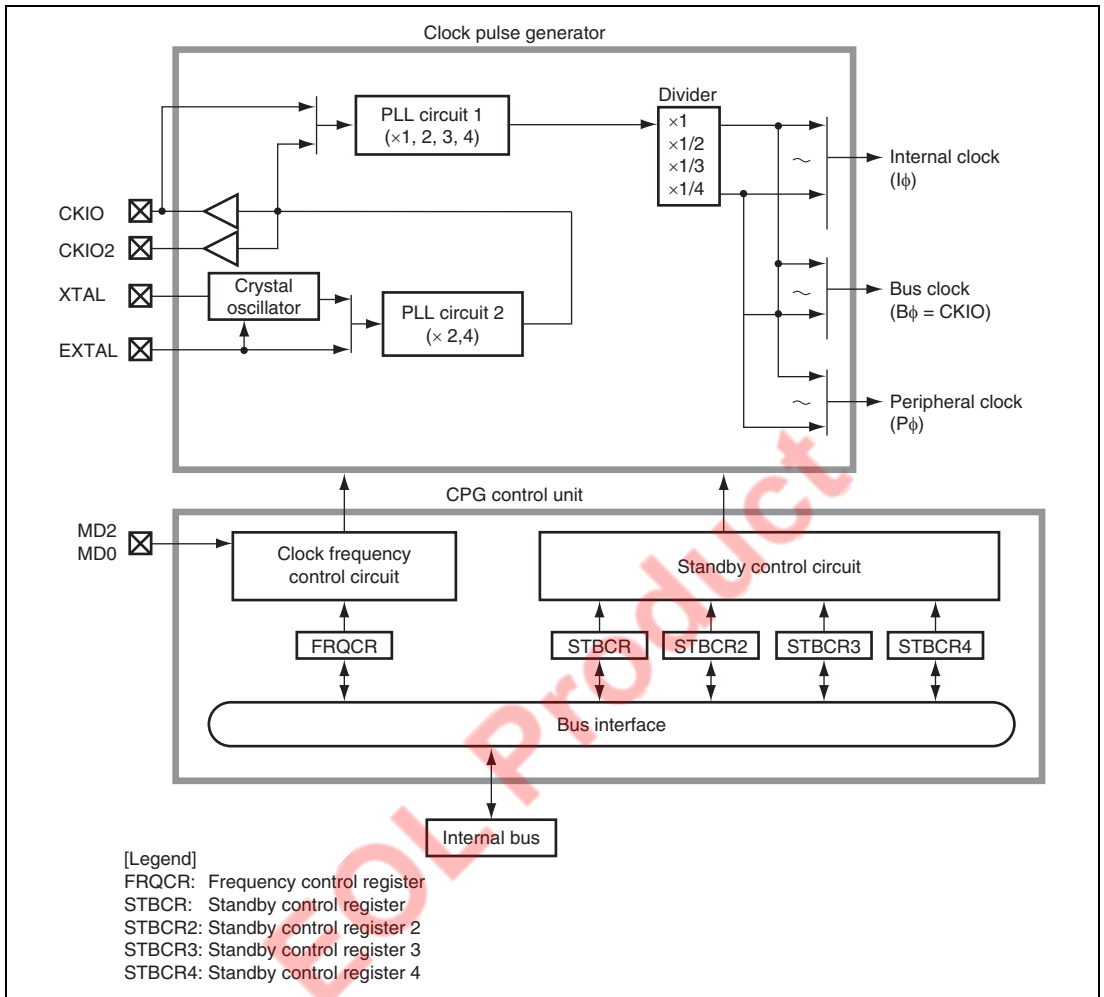 Clock pulse generator
PLL circuit 1
(×1, 2, 3, 4)
Divider
×1
×1/2
×1/3
×1/4
Internal clock
(Iϕ)
CKIO
CKIO2
XTAL
EXTAL
Crystal
oscillator
PLL circuit 2
(× 2,4)
Bus clock
(Bϕ = CKIO)
Peripheral clock
(Pϕ)
CPG control unit
MD2
MD0
Clock frequency
control circuit
Standby control circuit
FRQCR
STBCR
STBCR2
STBCR3
STBCR4
Bus interface
Internal bus
[Legend]
FRQCR: Frequency control register
STBCR: Standby control register
STBCR2: Standby control register 2
STBCR3: Standby control register 3
STBCR4: Standby control register 4
EOL Product